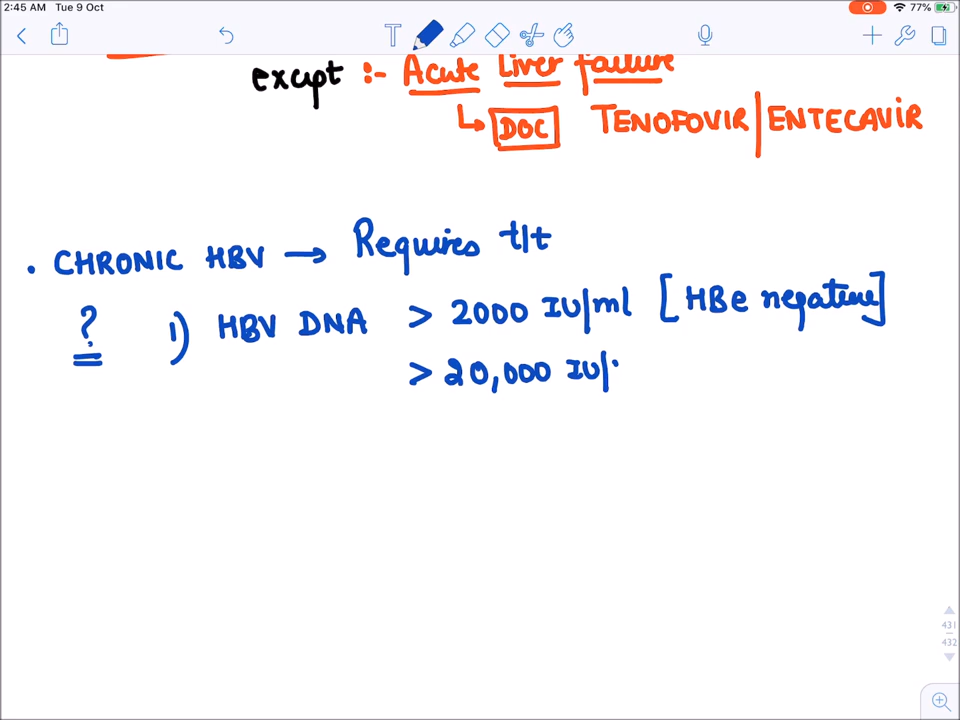 2:45 AM Tue 9 Oct 77%
T
except :- Acute Liver failure
DOC TENOFOVIR | ENTECAVIR
. CHRONIC HBV → Requires t/t
? 1) HBV DNA > 2000 IU/ml [HBe negative]
> 20,000 IU/
431
432